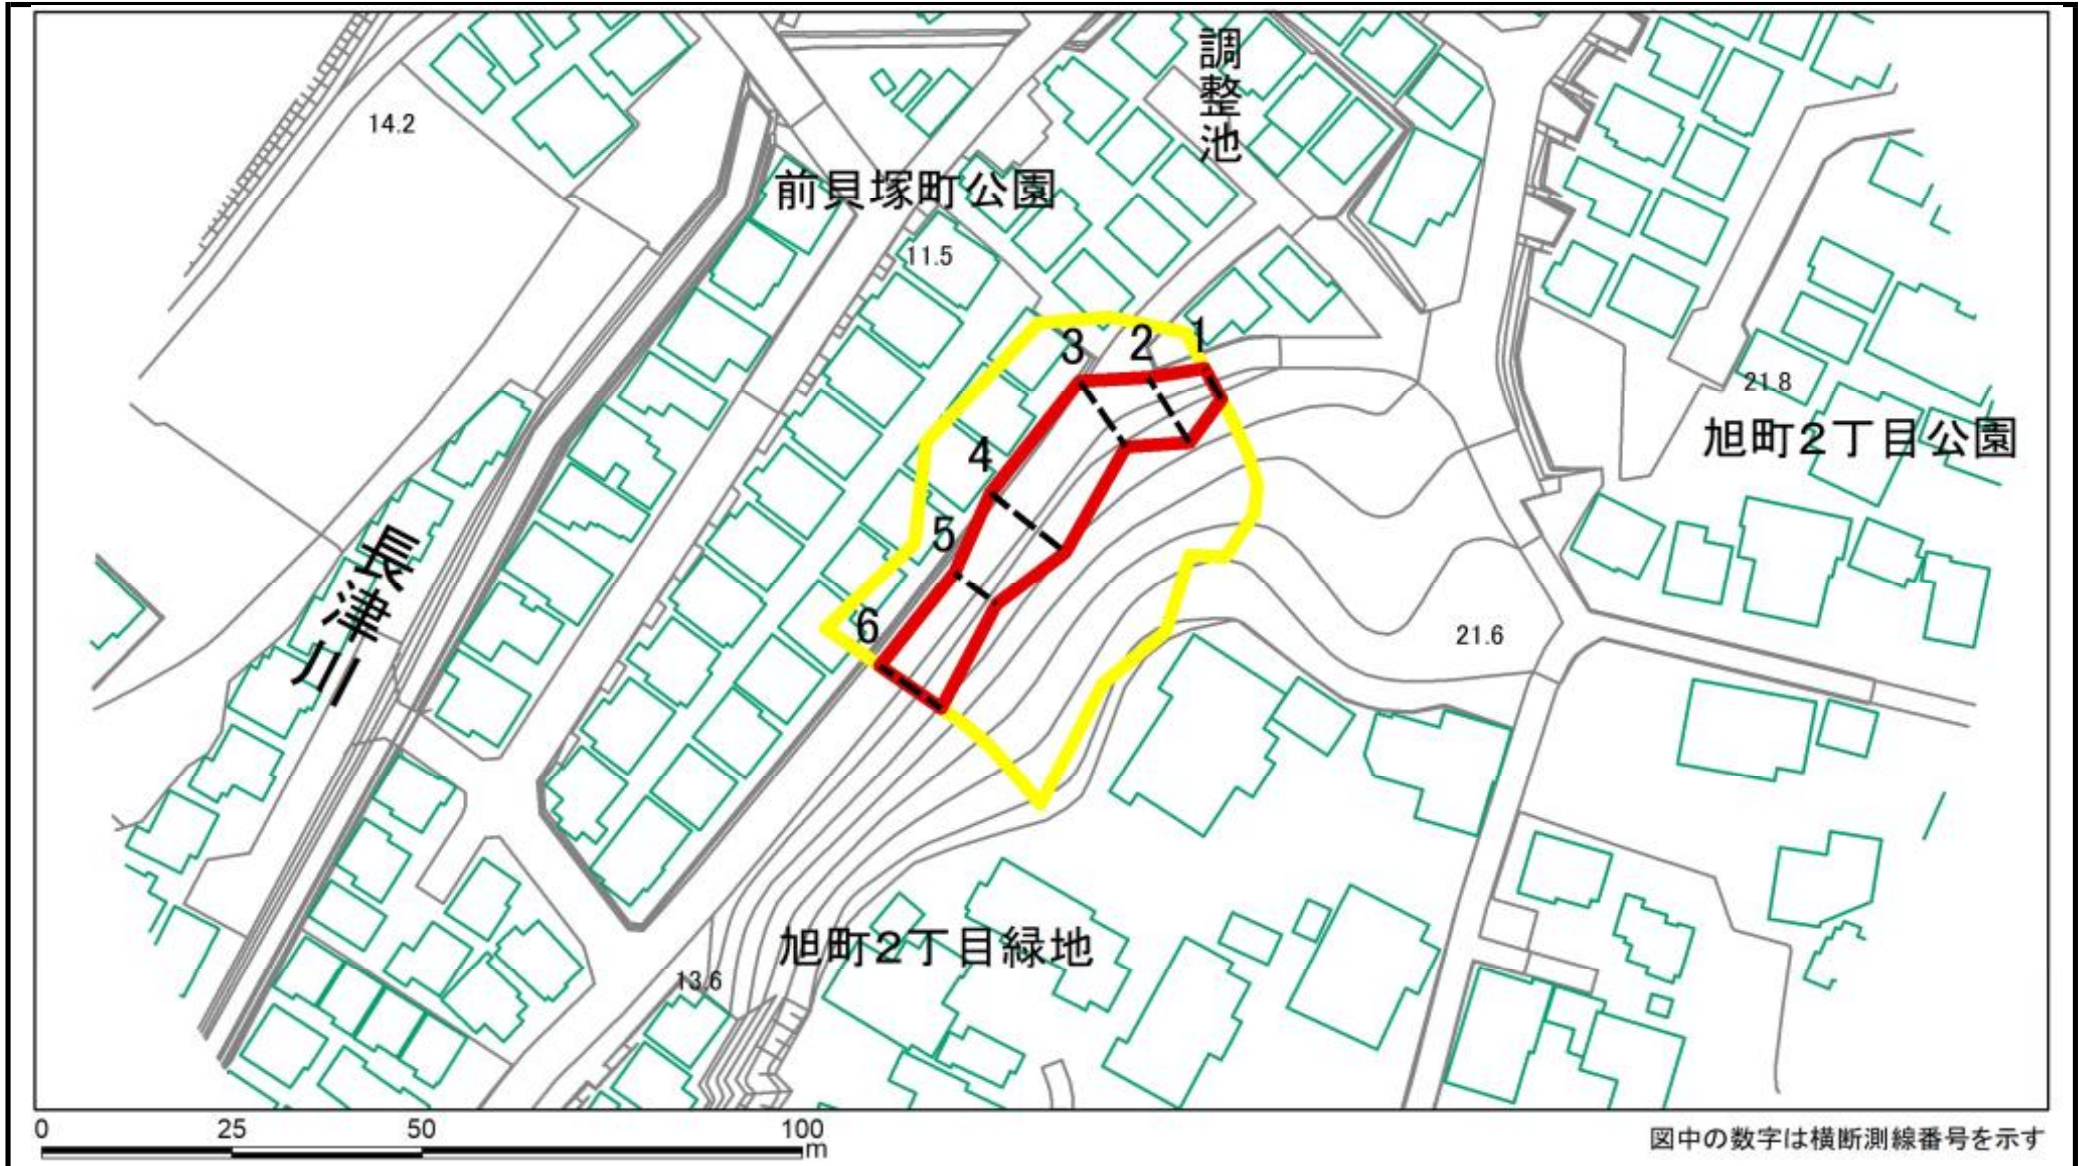 調整池
14.2
前貝塚町公園
11.5
1
2
3
21.8
旭町2丁目公園
4
5
長津川
6
21.6
旭町2丁目緑地
13.6
0 25 50 100
m
図中の数字は横断測線番号を示す